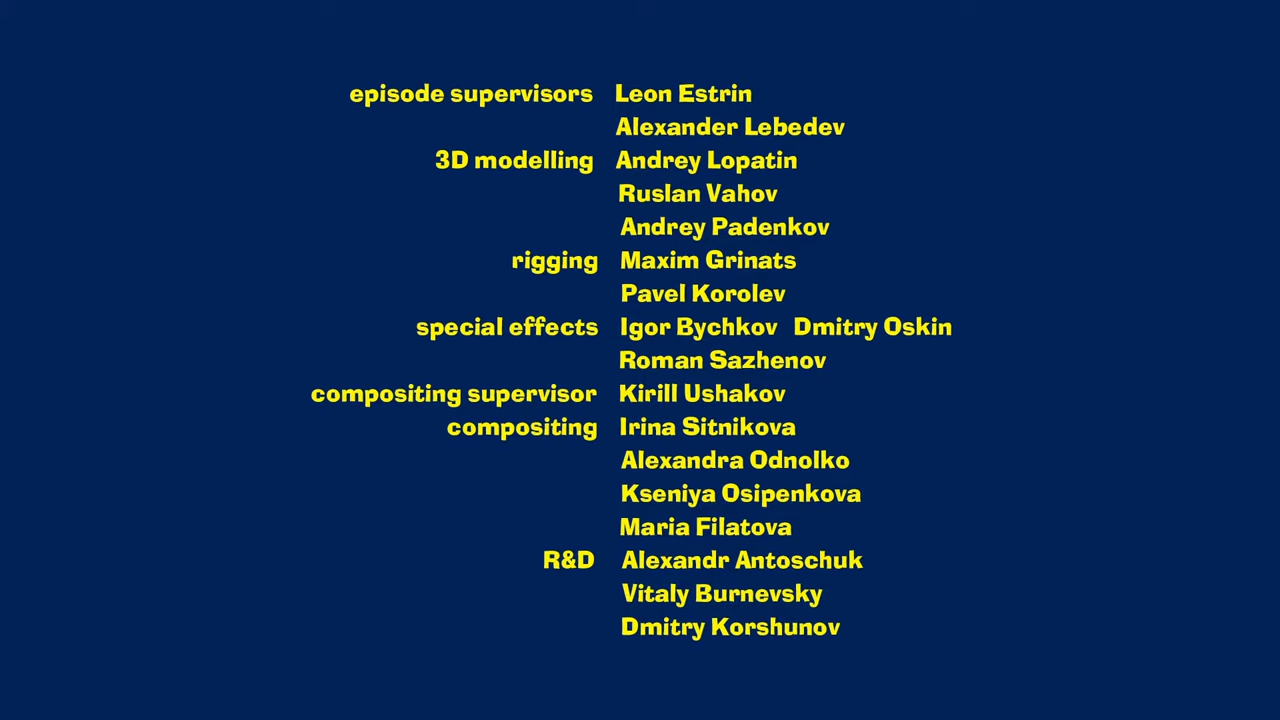 episode supervisors Leon Estrin
Alexander Lebedev
3D modelling Andrey Lopatin
Ruslan Vahov
Andrey Padenkov
rigging Maxim Grinats
Pavel Korolev
special effects Igor Bychkov Dmitry Oskin
Roman Sazhenov
compositing supervisor Kirill Ushakov
compositing Irina Sitnikova
Alexandra Odnolko
Kseniya Osipenkova
Maria Filatova
R&D Alexandr Antoschuk
Vitaly Burnevsky
Dmitry Korshunov